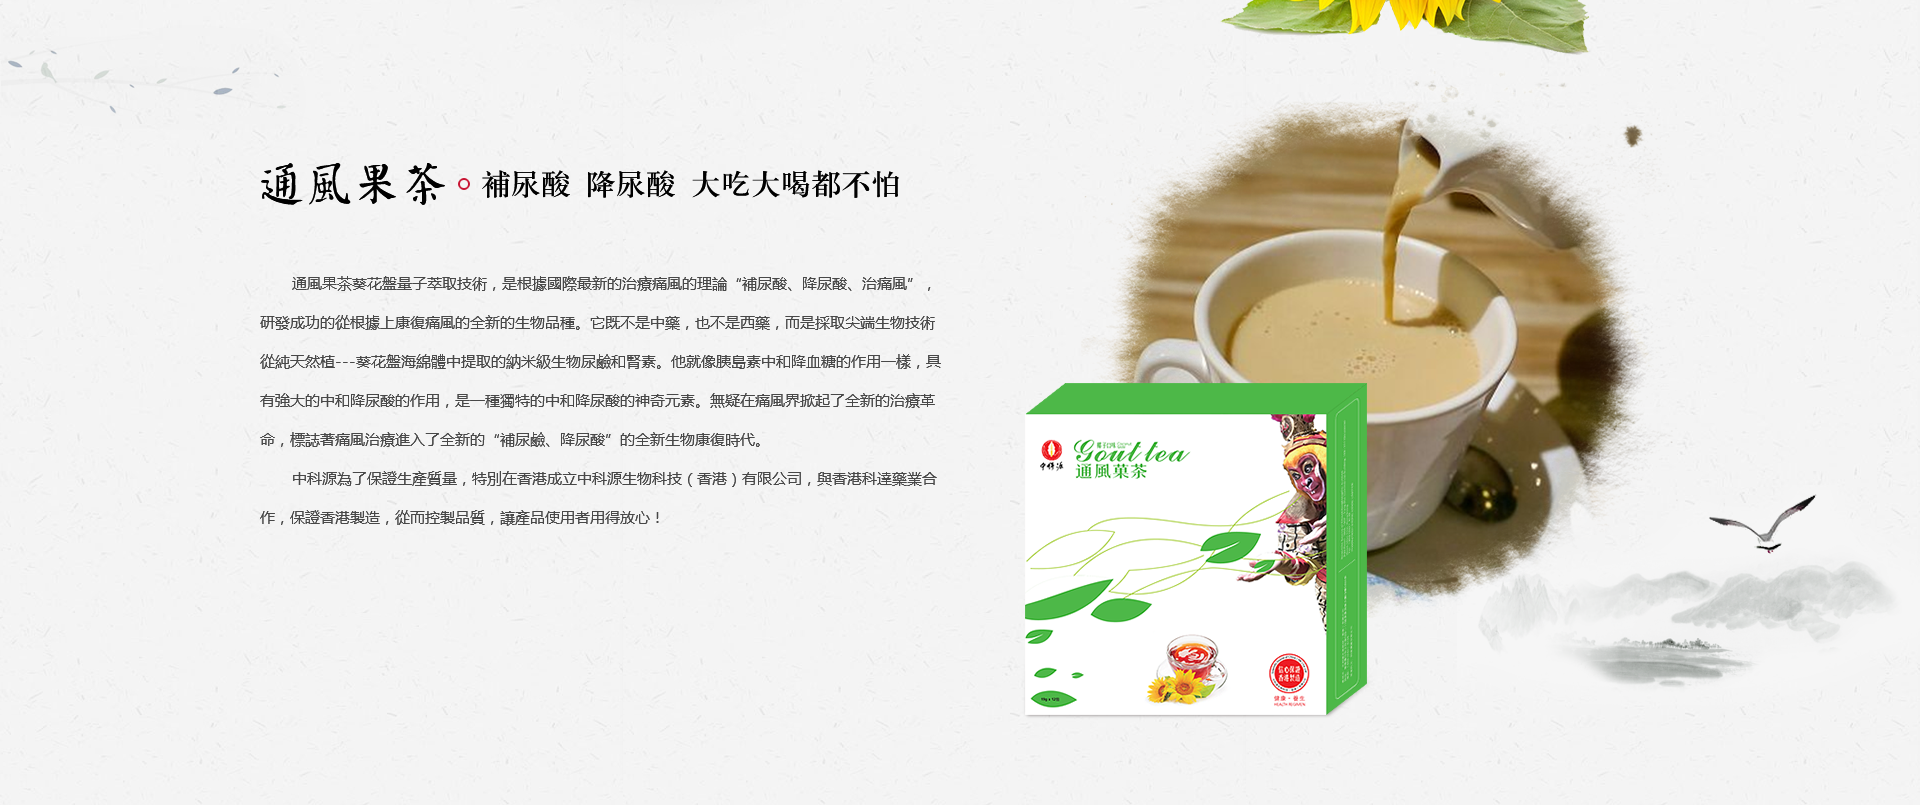 通風果茶 補尿酸 降尿酸 大吃大喝都不怕
通風果茶葵花盤量子萃取技術，是根據國際最新的治療痛風的理論“補尿酸、降尿酸、治痛風”，
研發成功的從根據上康復痛風的全新的生物品種。它既不是中藥，也不是西藥，而是採取尖端生物技術
從純天然植---葵花盤海綿體中提取的納米級生物尿鹼和腎素。他就像胰島素中和降血糖的作用一樣，具
有強大的中和降尿酸的作用，是一種獨特的中和降尿酸的神奇元素。無疑在痛風界掀起了全新的治療革
命，標誌著痛風治療進入了全新的“補尿鹼、降尿酸”的全新生物康復時代。
中科源為了保證生產質量，特別在香港成立中科源生物科技（香港）有限公司，與香港科達藥業合
作，保證香港製造，從而控製品質，讓產品使用者用得放心！
中科源
Gout tea
通風菓茶
信心保證
香港製造
健康·養生
HEALTH REGIMEN